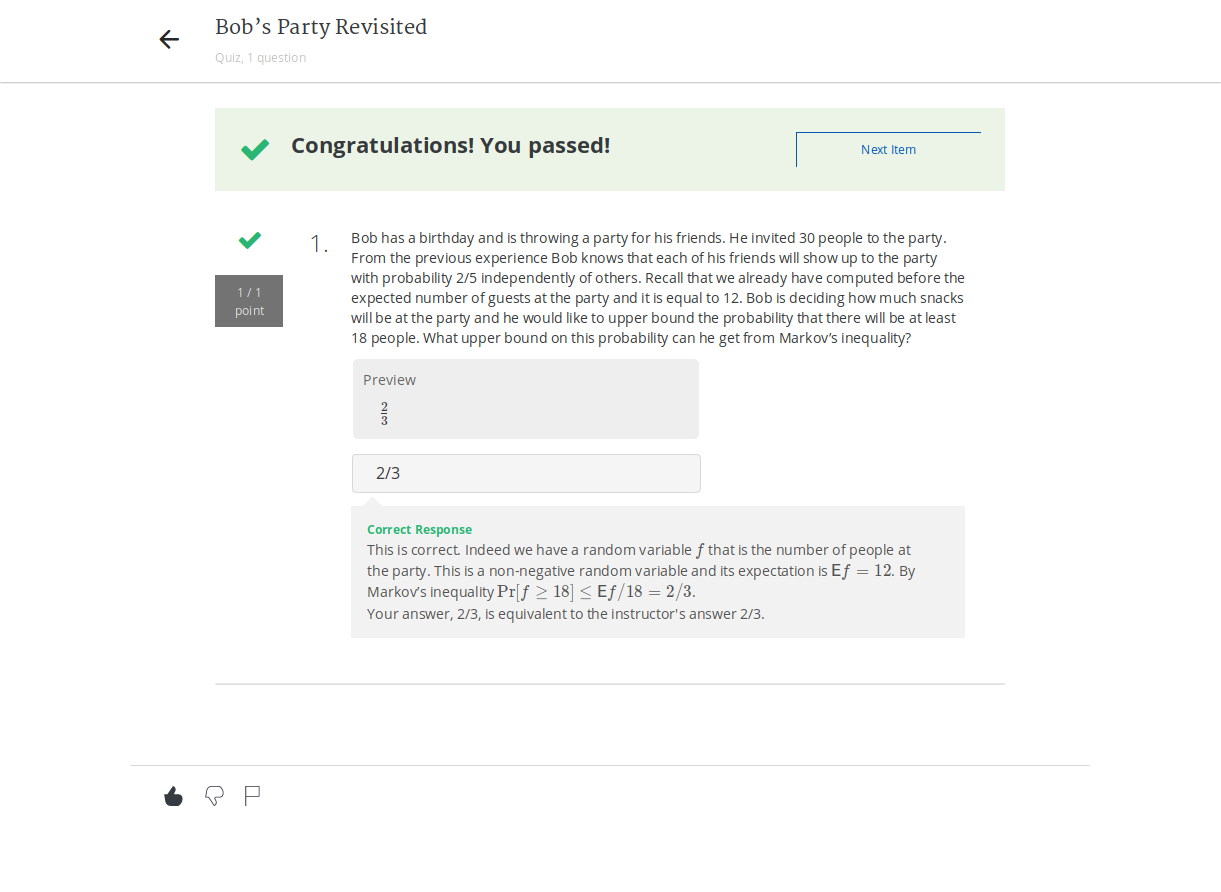 Bob’s Party Revisited
Quiz, 1 question
Congratulations! You passed!
Next Item
1 / 1
point
1.
Bob has a birthday and is throwing a party for his friends. He invited 30 people to the party.
From the previous experience Bob knows that each of his friends will show up to the party
with probability 2/5 independently of others. Recall that we already have computed before the
expected number of guests at the party and it is equal to 12. Bob is deciding how much snacks
will be at the party and he would like to upper bound the probability that there will be at least
18 people. What upper bound on this probability can he get from Markov’s inequality?
Preview
2
3
2/3
Correct Response
This is correct. Indeed we have a random variable f that is the number of people at
the party. This is a non-negative random variable and its expectation is Ef = 12. By
Markov’s inequality Pr[f ≥ 18] ≤ Ef/18 = 2/3.
Your answer, 2/3, is equivalent to the instructor's answer 2/3.